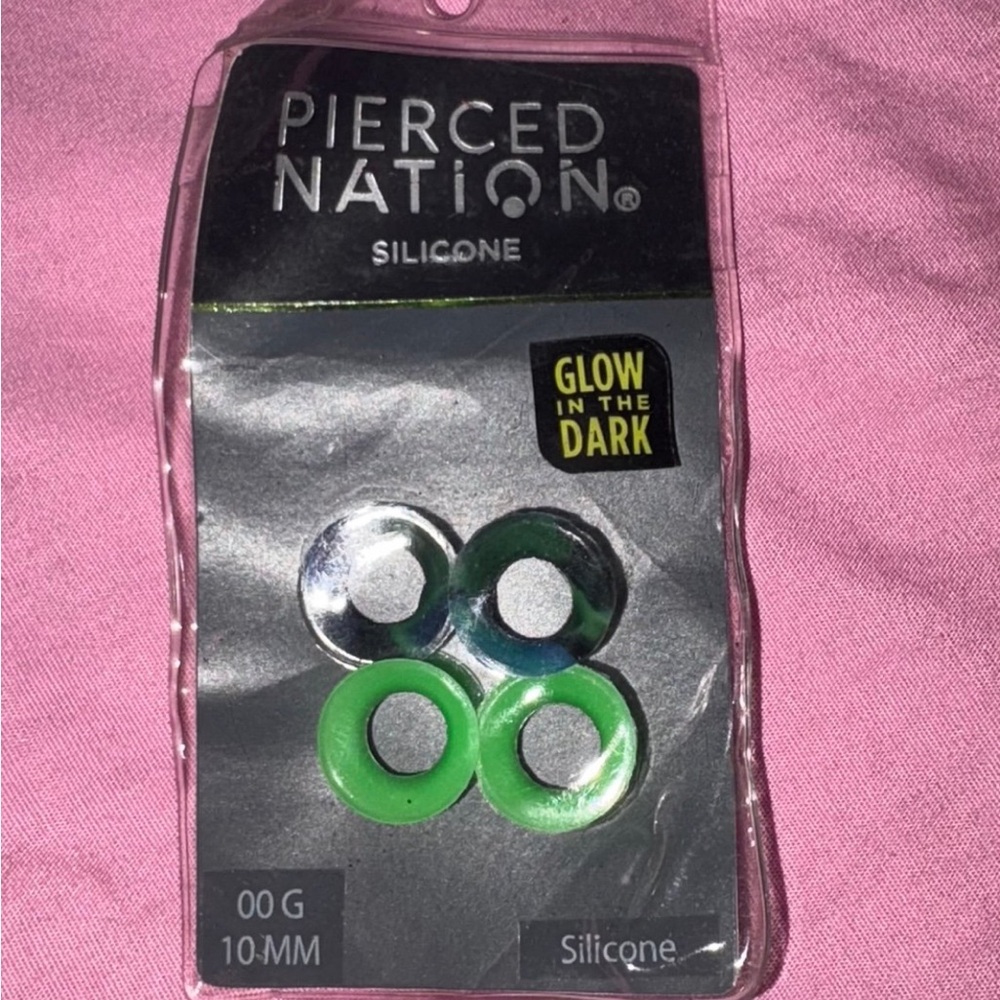 PIERCED
NATION®
SILICONE
GLOW
IN THE
DARK
00 G
10 MM
Silicone